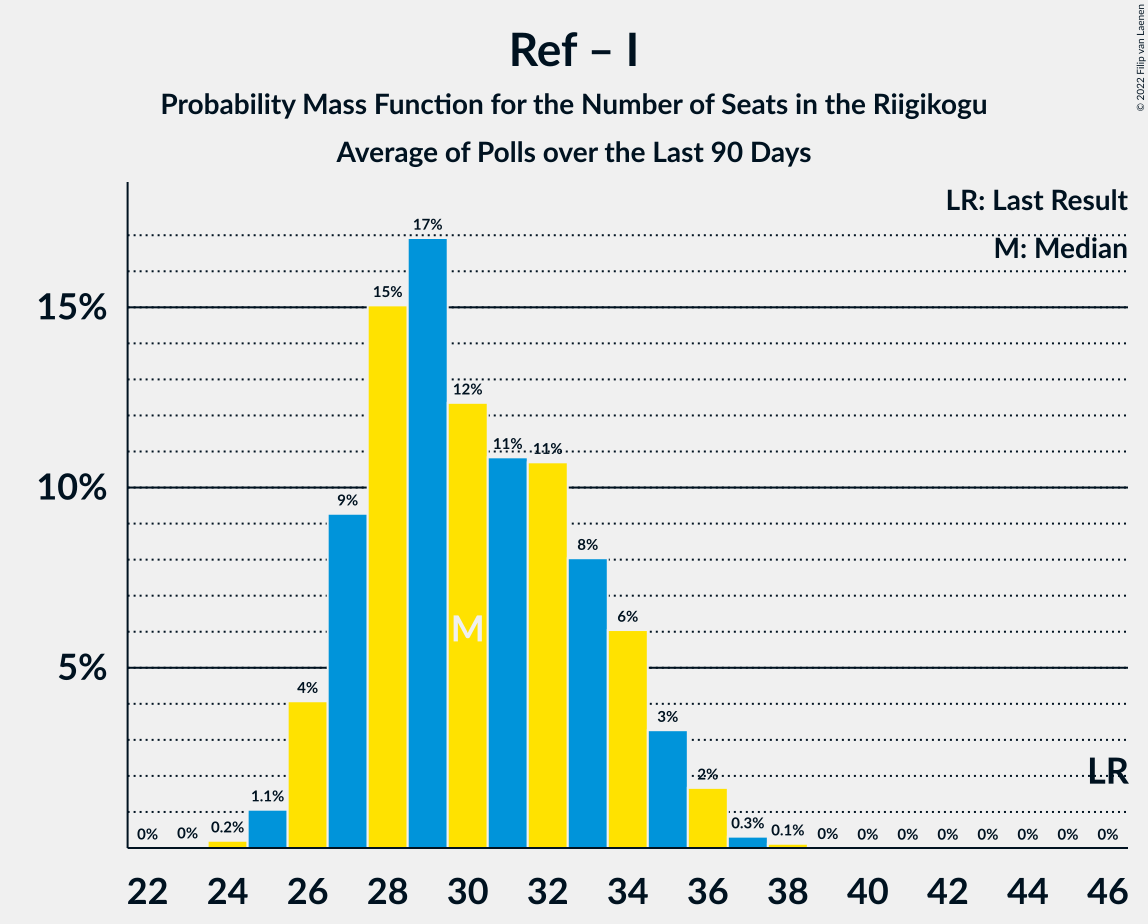 Ref – I
Probability Mass Function for the Number of Seats in the Riigikogu
Average of Polls over the Last 90 Days
© 2022 Filip van Laenen
LR: Last Result
M: Median
17%
15%
15%
12%
11% 11%
10%
9%
8%
M
6%
5%
4%
3%
2%
LR
1.1%
0% 0% 0.2% 0.3% 0.1% 0% 0% 0% 0% 0% 0% 0% 0%
22 24 26 28 30 32 34 36 38 40 42 44 46